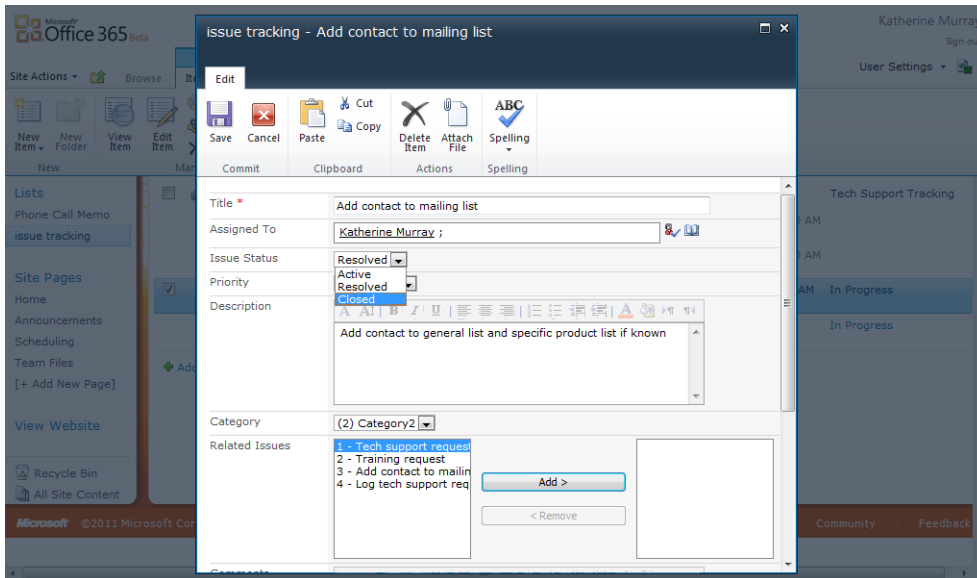 Microsoft
Office 365 Beta
Katherine Murray
Sign ou
User Settings
Site Actions
Browse
Ite
issue tracking - Add contact to mailing list
Edit
Save
Cancel
Paste
Cut
Copy
Delete Item
Attach File
ABC
Spelling
Commit
Clipboard
Actions
Spelling
New Item
New Folder
View Item
Edit Item
New
Man
Lists
Phone Call Memo
issue tracking
Site Pages
Home
Announcements
Scheduling
Team Files
[+ Add New Page]
View Website
Recycle Bin
All Site Content
Add
Title *
Add contact to mailing list
Assigned To
Katherine Murray ;
Issue Status
Resolved
Active
Resolved
Closed
Priority
Description
A AI B I U A
Add contact to general list and specific product list if known
Category
(2) Category2
Related Issues
1 - Tech support request
2 - Training request
3 - Add contact to mailin
4 - Log tech support req
Add >
< Remove
Comments
Tech Support Tracking
AM
AM
AM
In Progress
In Progress
Microsoft ©2011 Microsoft Cor
Community
Feedback